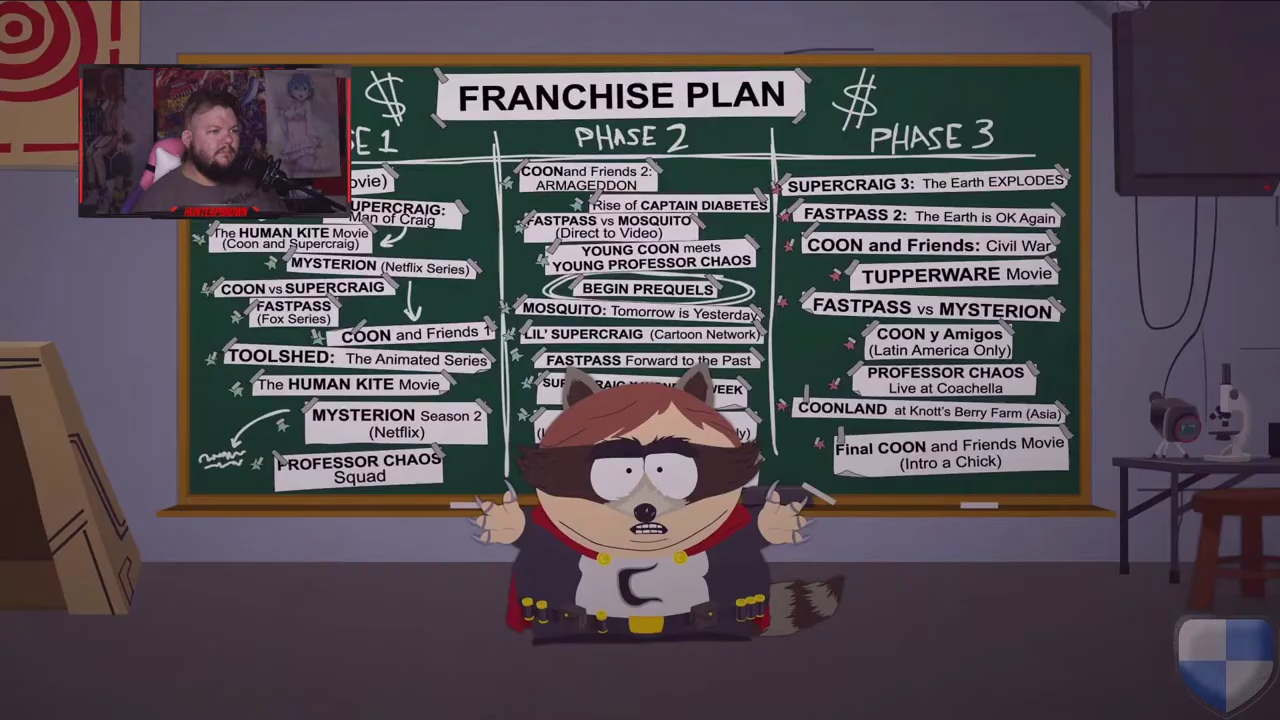 $ FRANCHISE PLAN $
E 1
ovie)
SUPERCRAIG:
Man of Craig
The HUMAN KITE Movie
(Coon and Supercraig)
MYSTERION (Netflix Series)
COON vs SUPERCRAIG
FASTPASS
(Fox Series)
COON and Friends 1
TOOLSHED: The Animated Series
The HUMAN KITE Movie
MYSTERION Season 2
(Netflix)
PROFESSOR CHAOS
Squad
HUNTERPBROWN
PHASE 2
COON and Friends 2:
ARMAGEDDON
Rise of CAPTAIN DIABETES
FASTPASS vs MOSQUITO
(Direct to Video)
YOUNG COON meets
YOUNG PROFESSOR CHAOS
BEGIN PREQUELS
MOSQUITO: Tomorrow is Yesterday
LIL' SUPERCRAIG (Cartoon Network)
FASTPASS Forward to the Past
WEEK
PHASE 3
SUPERCRAIG 3: The Earth EXPLODES
FASTPASS 2: The Earth is OK Again
COON and Friends: Civil War
TUPPERWARE Movie
FASTPASS vs MYSTERION
COON y Amigos
(Latin America Only)
PROFESSOR CHAOS
Live at Coachella
COONLAND at Knott's Berry Farm (Asia)
Final COON and Friends Movie
(Intro a Chick)
C